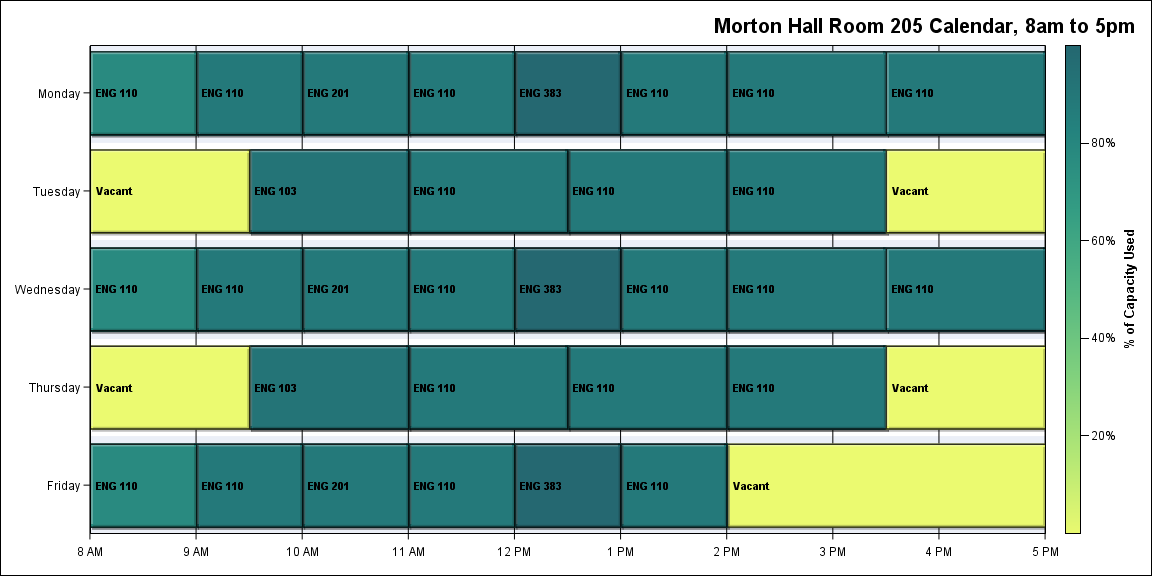 Morton Hall Room 205 Calendar, 8am to 5pm
Monday
ENG 110
ENG 110
ENG 201
ENG 110
ENG 383
ENG 110
ENG 110
ENG 110
Tuesday
Vacant
ENG 103
ENG 110
ENG 110
ENG 110
Vacant
Wednesday
ENG 110
ENG 110
ENG 201
ENG 110
ENG 383
ENG 110
ENG 110
ENG 110
Thursday
Vacant
ENG 103
ENG 110
ENG 110
ENG 110
Vacant
Friday
ENG 110
ENG 110
ENG 201
ENG 110
ENG 383
ENG 110
Vacant
8 AM
9 AM
10 AM
11 AM
12 PM
1 PM
2 PM
3 PM
4 PM
5 PM
80%
60%
40%
20%
% of Capacity Used